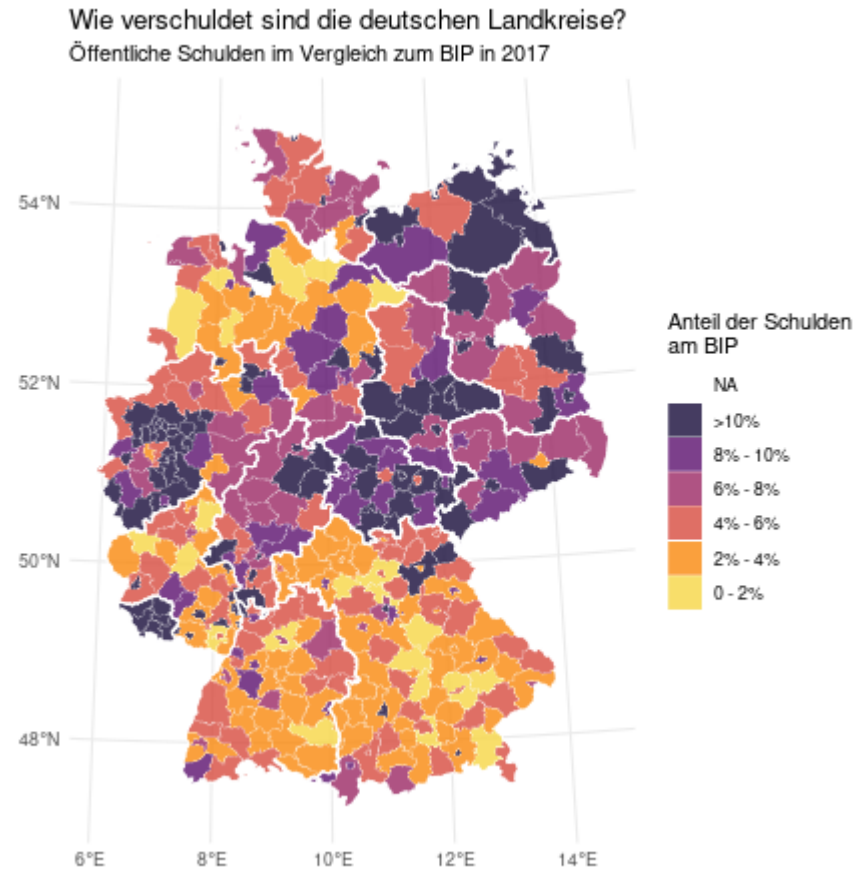 Wie verschuldet sind die deutschen Landkreise?
Öffentliche Schulden im Vergleich zum BIP in 2017
54°N
52°N
50°N
48°N
6°E
8°E
10°E
12°E
14°E
Anteil der Schulden
am BIP
NA
>10%
8% - 10%
6% - 8%
4% - 6%
2% - 4%
0 - 2%